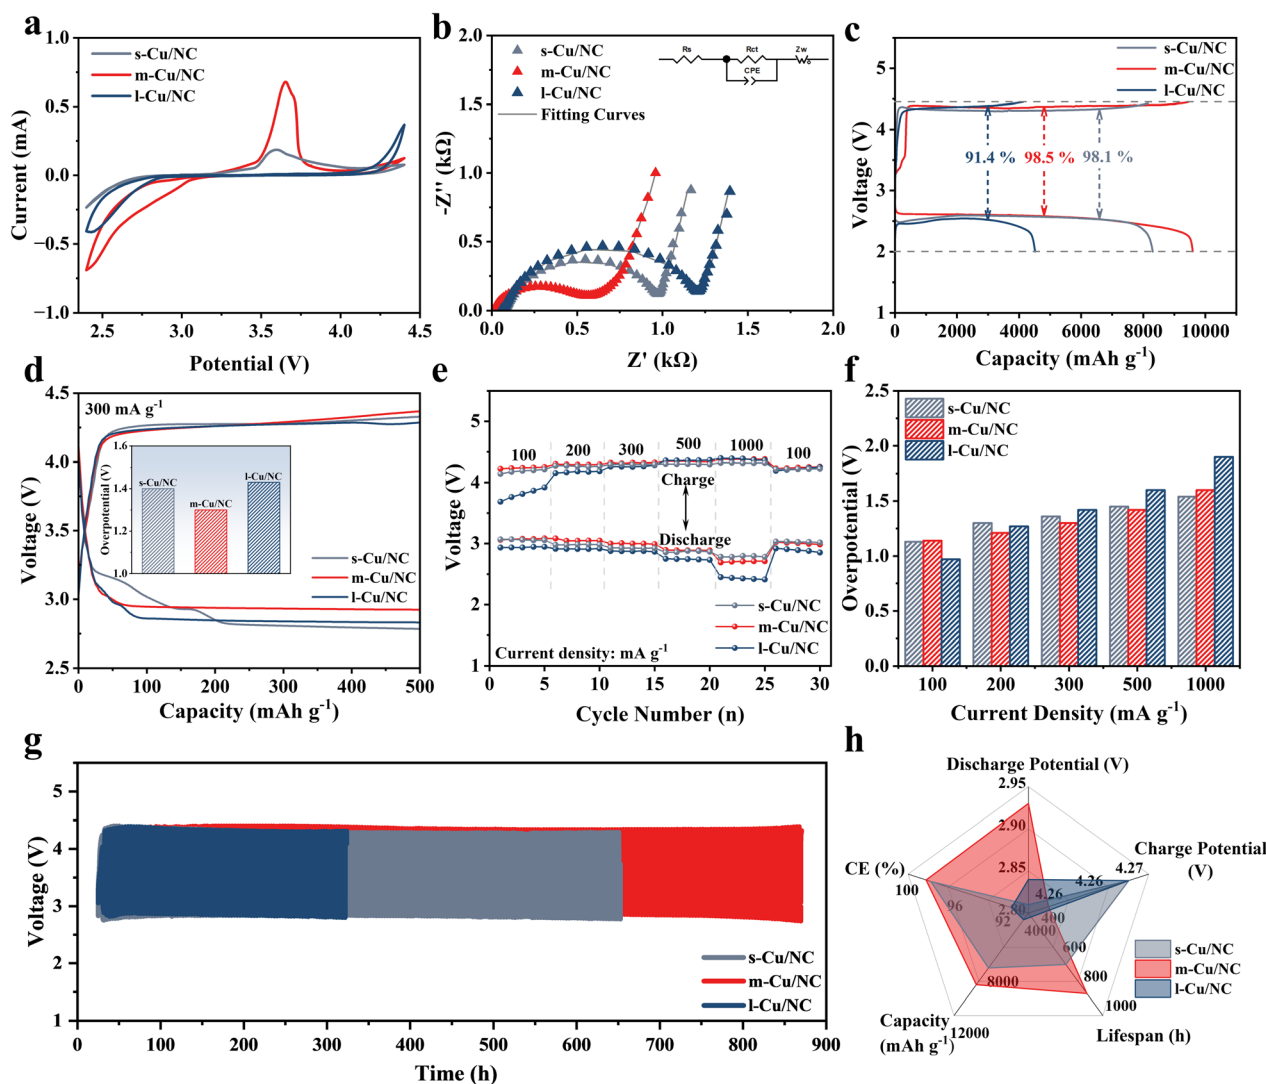 a
1.0
0.5
0.0
−0.5
−1.0
Current (mA)
s-Cu/NC
m-Cu/NC
l-Cu/NC
2.5
3.0
3.5
4.0
4.5
Potential (V)
b
2.0
1.5
1.0
0.5
0.0
-Z'' (kΩ)
s-Cu/NC
m-Cu/NC
l-Cu/NC
Fitting Curves
Rs
Rct
Zw
CPE
0.0
0.5
1.0
1.5
2.0
Z' (kΩ)
c
5
4
3
2
1
Voltage (V)
s-Cu/NC
m-Cu/NC
l-Cu/NC
91.4 %
98.5 %
98.1 %
0
2000
4000
6000
8000
10000
Capacity (mAh g⁻¹)
d
4.5
4.0
3.5
3.0
2.5
Voltage (V)
300 mA g⁻¹
1.6
1.4
1.2
1.0
Overpotential (V)
s-Cu/NC
m-Cu/NC
l-Cu/NC
s-Cu/NC
m-Cu/NC
l-Cu/NC
0
100
200
300
400
500
Capacity (mAh g⁻¹)
e
5
4
3
2
1
Voltage (V)
100
200
300
500
1000
100
Charge
Discharge
s-Cu/NC
m-Cu/NC
l-Cu/NC
Current density: mA g⁻¹
0
5
10
15
20
25
30
Cycle Number (n)
f
2.5
2.0
1.5
1.0
0.5
0.0
Overpotential (V)
s-Cu/NC
m-Cu/NC
l-Cu/NC
100
200
300
500
1000
Current Density (mA g⁻¹)
g
5
4
3
2
1
Voltage (V)
s-Cu/NC
m-Cu/NC
l-Cu/NC
0
100
200
300
400
500
600
700
800
900
Time (h)
h
Discharge Potential (V)
2.95
2.90
2.85
2.80
Charge Potential
(V)
4.27
4.26
4.26
CE (%)
100
96
92
400
600
800
1000
Lifespan (h)
4000
8000
12000
Capacity
(mAh g⁻¹)
s-Cu/NC
m-Cu/NC
l-Cu/NC